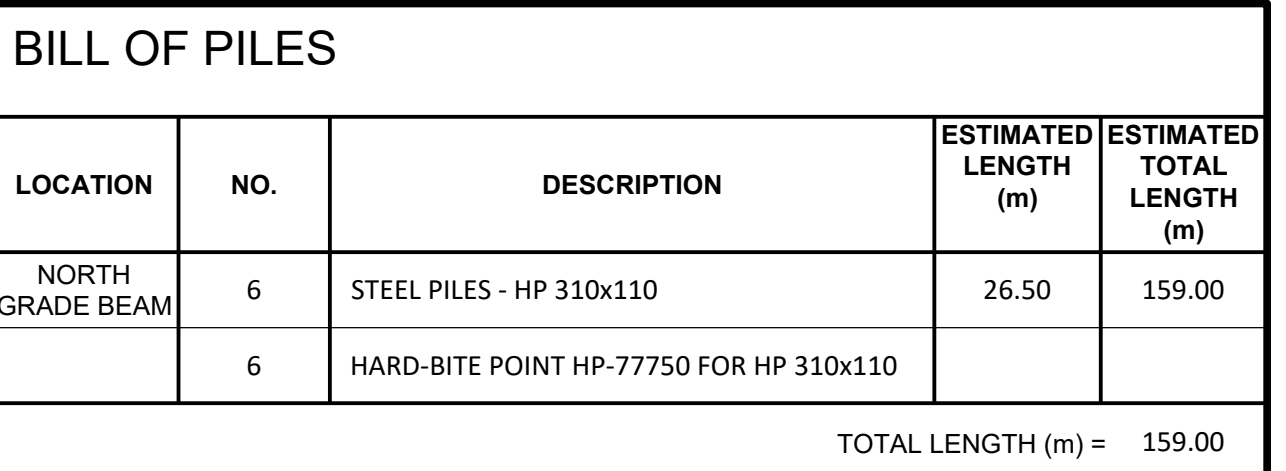 BILL OF PILES
LOCATION
NO.
DESCRIPTION
ESTIMATED
LENGTH
(m)
ESTIMATED
TOTAL
LENGTH
(m)
NORTH
GRADE BEAM
6
STEEL PILES - HP 310x110
26.50
159.00
6
HARD-BITE POINT HP-77750 FOR HP 310x110
TOTAL LENGTH (m) = 159.00